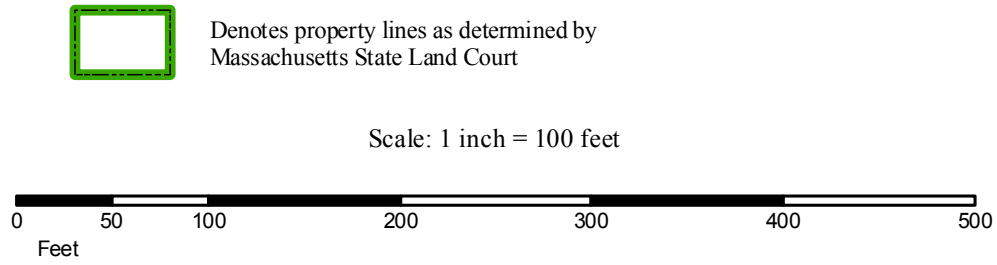 Denotes property lines as determined by
Massachusetts State Land Court
Scale: 1 inch = 100 feet
0 50 100 200 300 400 500
Feet